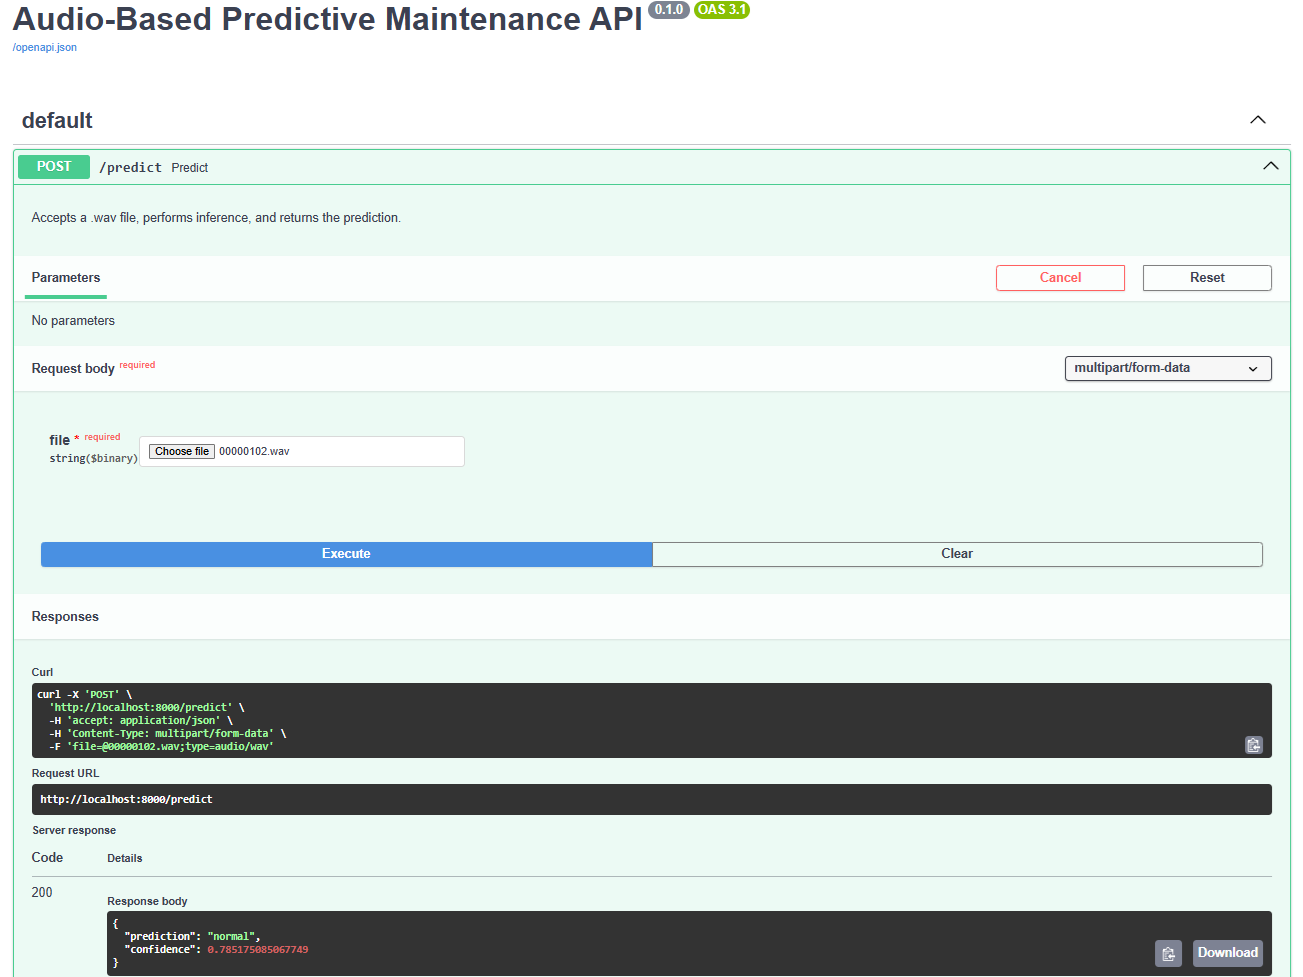 Audio-Based Predictive Maintenance API 0.1.0 OAS 3.1
/openapi.json
default
POST /predict Predict
Accepts a .wav file, performs inference, and returns the prediction.
Parameters
Cancel
Reset
No parameters
Request body required
multipart/form-data
file * required
string($binary)
Choose file 00000102.wav
Execute
Clear
Responses
Curl
curl -X 'POST' \
'http://localhost:8000/predict' \
-H 'accept: application/json' \
-H 'Content-Type: multipart/form-data' \
-F 'file=@00000102.wav;type=audio/wav'
Request URL
http://localhost:8000/predict
Server response
Code Details
200
Response body
{
"prediction": "normal",
"confidence": 0.785175085067749
}
Download